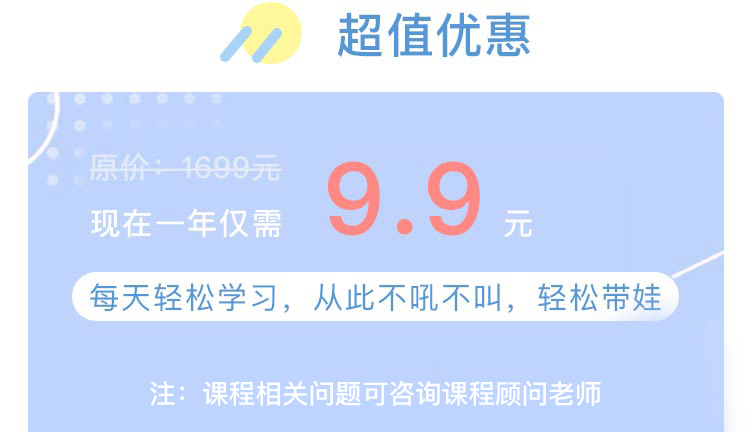 超值优惠
原价：1699元
现在一年仅需 9.9 元
每天轻松学习，从此不吼不叫，轻松带娃
注：课程相关问题可咨询课程顾问老师